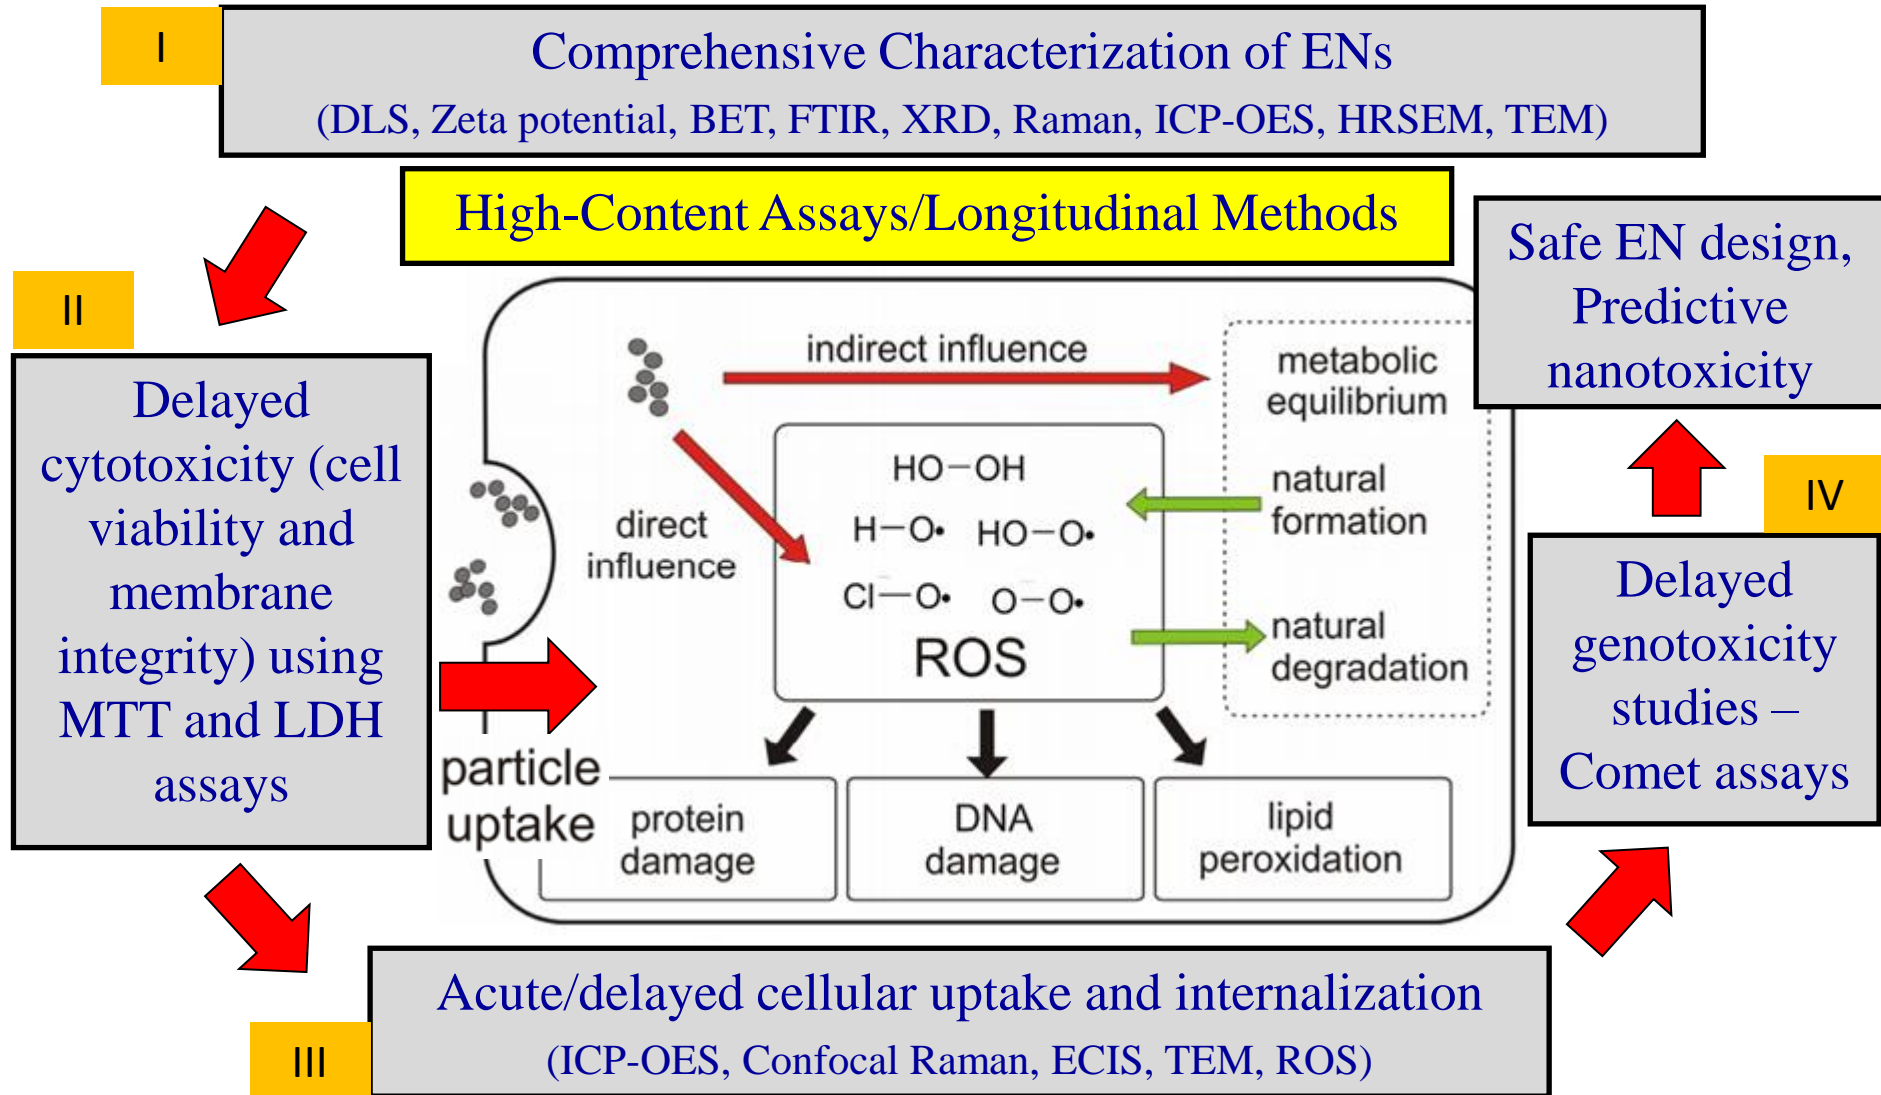 I
Comprehensive Characterization of ENs
(DLS, Zeta potential, BET, FTIR, XRD, Raman, ICP-OES, HRSEM, TEM)
High-Content Assays/Longitudinal Methods
II
Delayed
cytotoxicity (cell
viability and
membrane
integrity) using
MTT and LDH
assays
indirect influence
direct
influence
metabolic
equilibrium
natural
formation
natural
degradation
HO−OH
H−O• HO−O•
Cl—O• O−O•
ROS
particle
uptake
protein
damage
DNA
damage
lipid
peroxidation
III
Acute/delayed cellular uptake and internalization
(ICP-OES, Confocal Raman, ECIS, TEM, ROS)
IV
Delayed
genotoxicity
studies –
Comet assays
Safe EN design,
Predictive
nanotoxicity